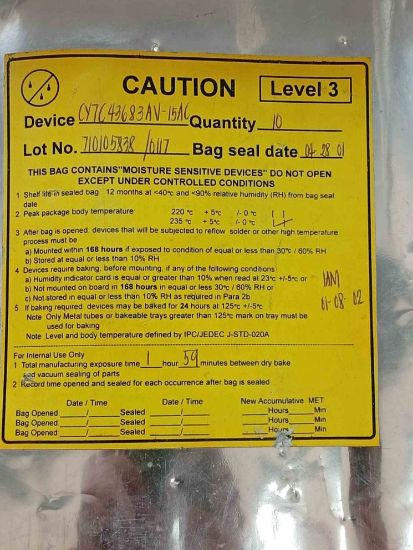 CAUTION Level 3
Device CY7C43683AV-15AC Quantity 10
Lot No. 710105838 /0117 Bag seal date 04 28 01
THIS BAG CONTAINS"MOISTURE SENSITIVE DEVICES" DO NOT OPEN
EXCEPT UNDER CONTROLLED CONDITIONS
1 Shelf life in sealed bag 12 months at <40°c and <90% relative humidity (RH) from bag seal
date
2 Peak package body temperature 220 °c + 5°c /- 0 °c
235 °c + 5°c /- 0 °c
3 After bag is opened devices that will be subjected to reflow solder or other high temperature
process must be
a) Mounted within 168 hours if exposed to condition of equal or less than 30°c / 60% RH
b) Stored at equal or less than 10% RH
4 Devices require baking, before mounting, if any of the following conditions
a) Humidity indicator card is equal or greater than 10% when read at 23°c +/-5°c or
b) Not mounted on board in 168 hours in equal or less 30°c / 60% RH or
c) Not stored in equal or less than 10% RH as required in Para 2b
5 If baking required devices may be baked for 24 hours at 125°c +/-5°c
Note Only Metal tubes or bakeable trays greater than 125°c mark on tray must be
used for baking
Note Level and body temperature defined by IPC/JEDEC J-STD-020A
1AM
01-08-02
For Internal Use Only
1 Total manufacturing exposure time 1 hour 59 minutes between dry bake
and vacuum sealing of parts
2 Record time opened and sealed for each occurrence after bag is sealed
Date / Time Date / Time New Accumulative MET
Bag Opened / Sealed / Hours Min
Bag Opened / Sealed / Hours Min
Bag Opened / Sealed / Hours Min